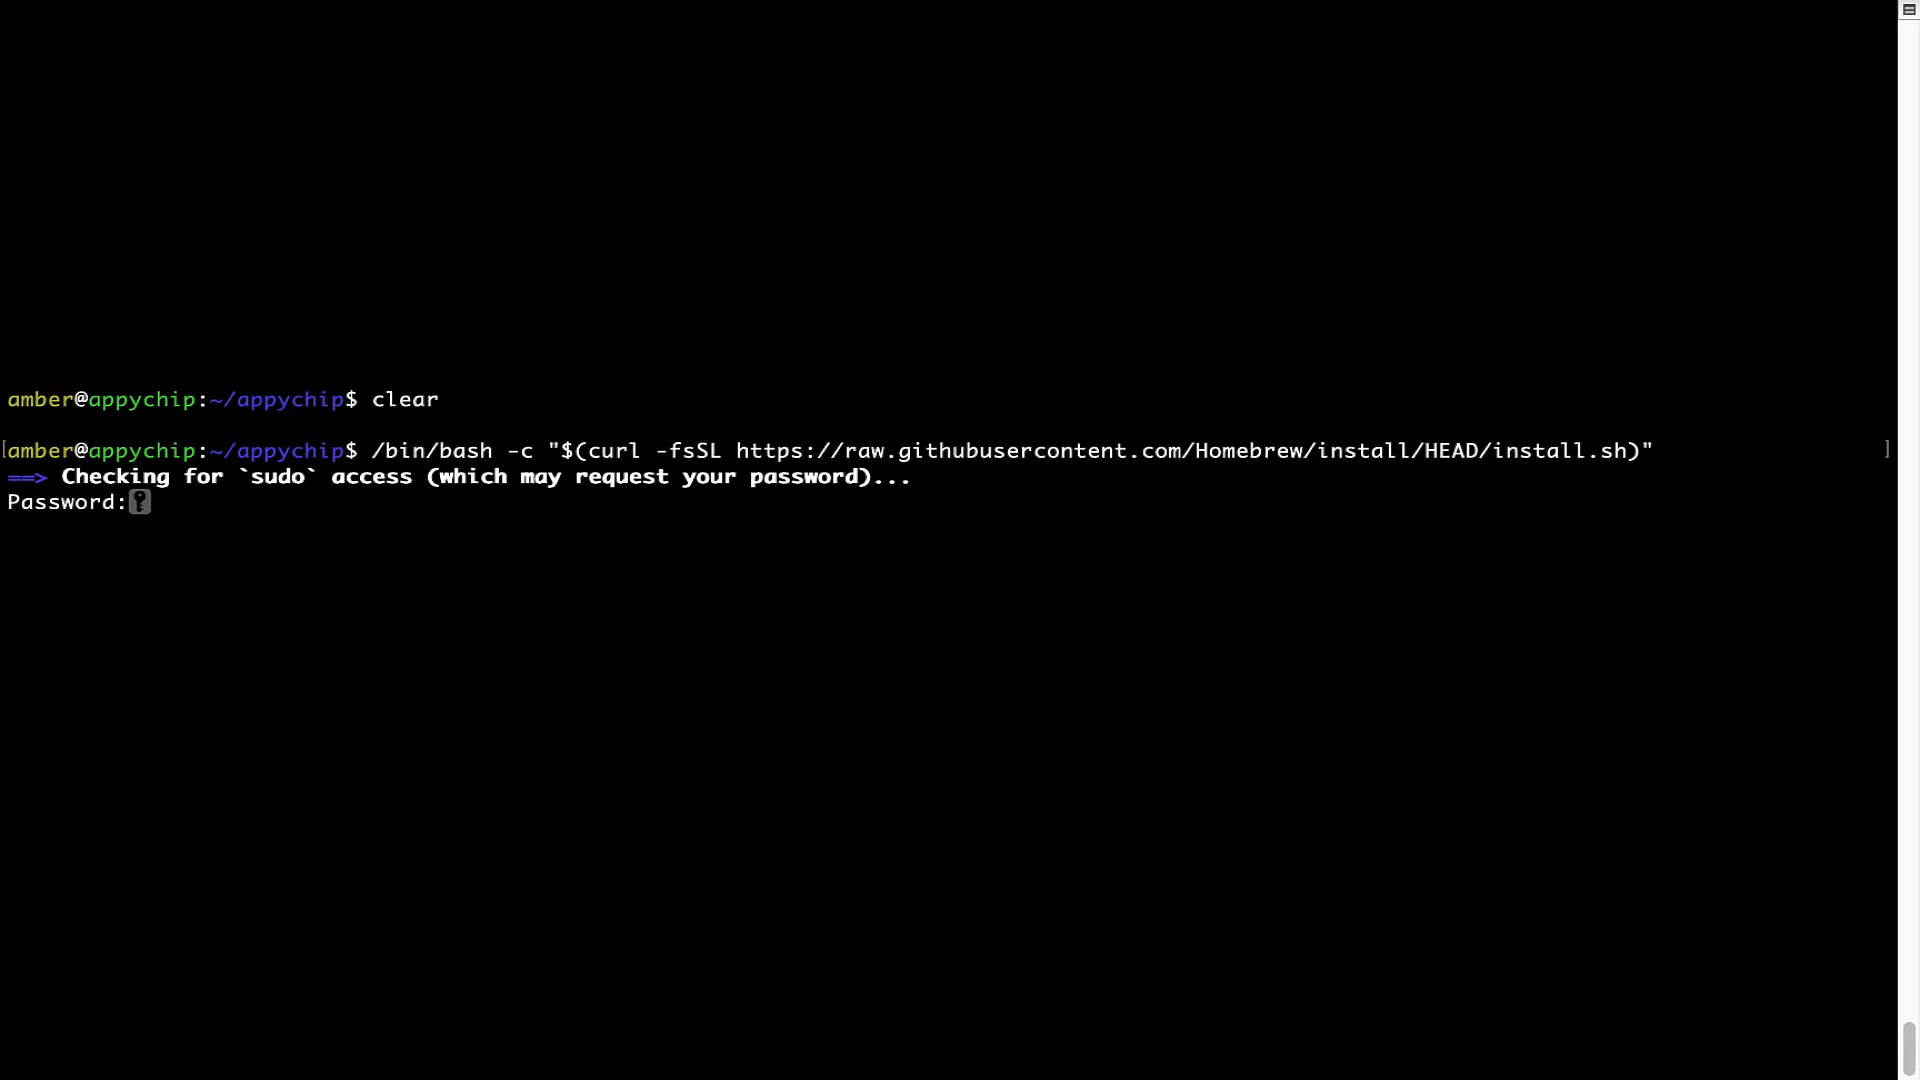 amber@appychip:~/appychip$ clear
[amber@appychip:~/appychip$ /bin/bash -c "$(curl -fsSL https://raw.githubusercontent.com/Homebrew/install/HEAD/install.sh)" ]
==> Checking for `sudo` access (which may request your password)...
Password: